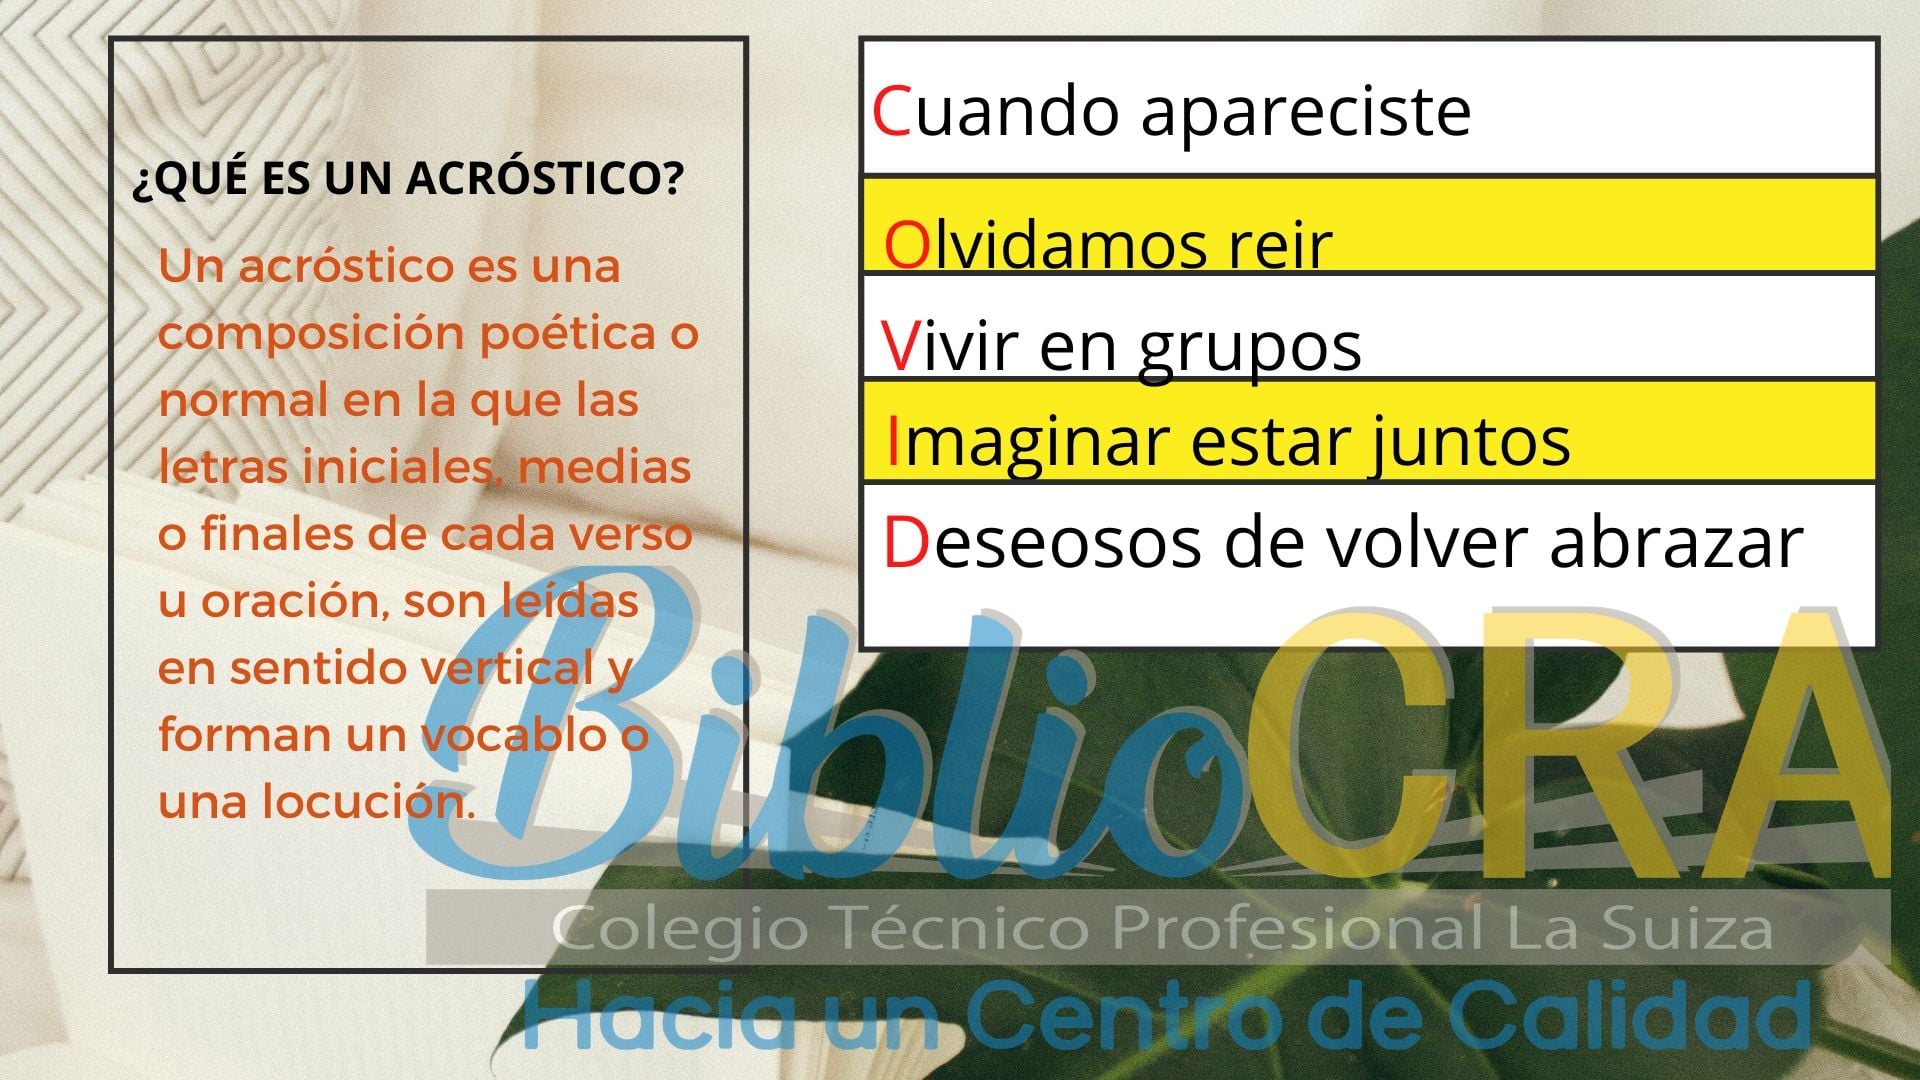 ¿QUÉ ES UN ACRÓSTICO?
Un acróstico es una
composición poética o
normal en la que las
letras iniciales, medias
o finales de cada verso
u oración, son leídas
en sentido vertical y
forman un vocablo o
una locución.
Cuando apareciste
Olvidamos reir
Vivir en grupos
Imaginar estar juntos
Deseosos de volver abrazar
BiblioCRA
Colegio Técnico Profesional La Suiza
Hacia un Centro de Calidad